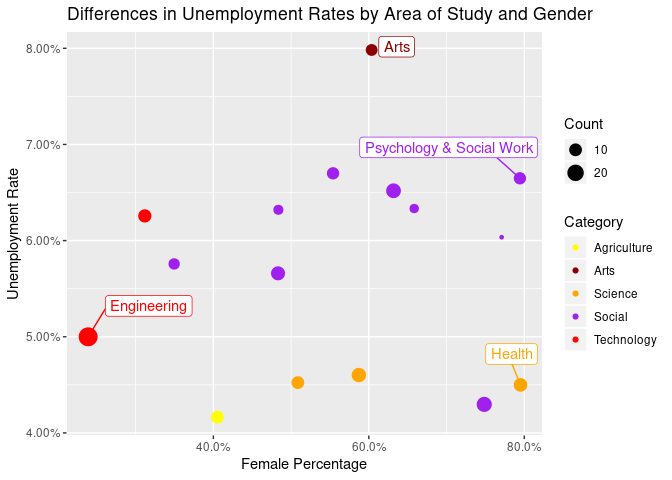 Differences in Unemployment Rates by Area of Study and Gender
8.00%
7.00%
6.00%
5.00%
4.00%
Unemployment Rate
Arts
Psychology & Social Work
Engineering
Health
40.0%
60.0%
80.0%
Female Percentage
Count
10
20
Category
Agriculture
Arts
Science
Social
Technology